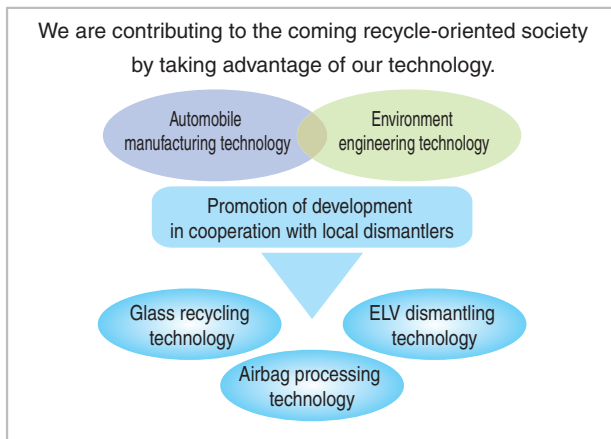 We are contributing to the coming recycle-oriented society
by taking advantage of our technology.
Automobile
manufacturing technology
Environment
engineering technology
Promotion of development
in cooperation with local dismantlers
Glass recycling
technology
ELV dismantling
technology
Airbag processing
technology